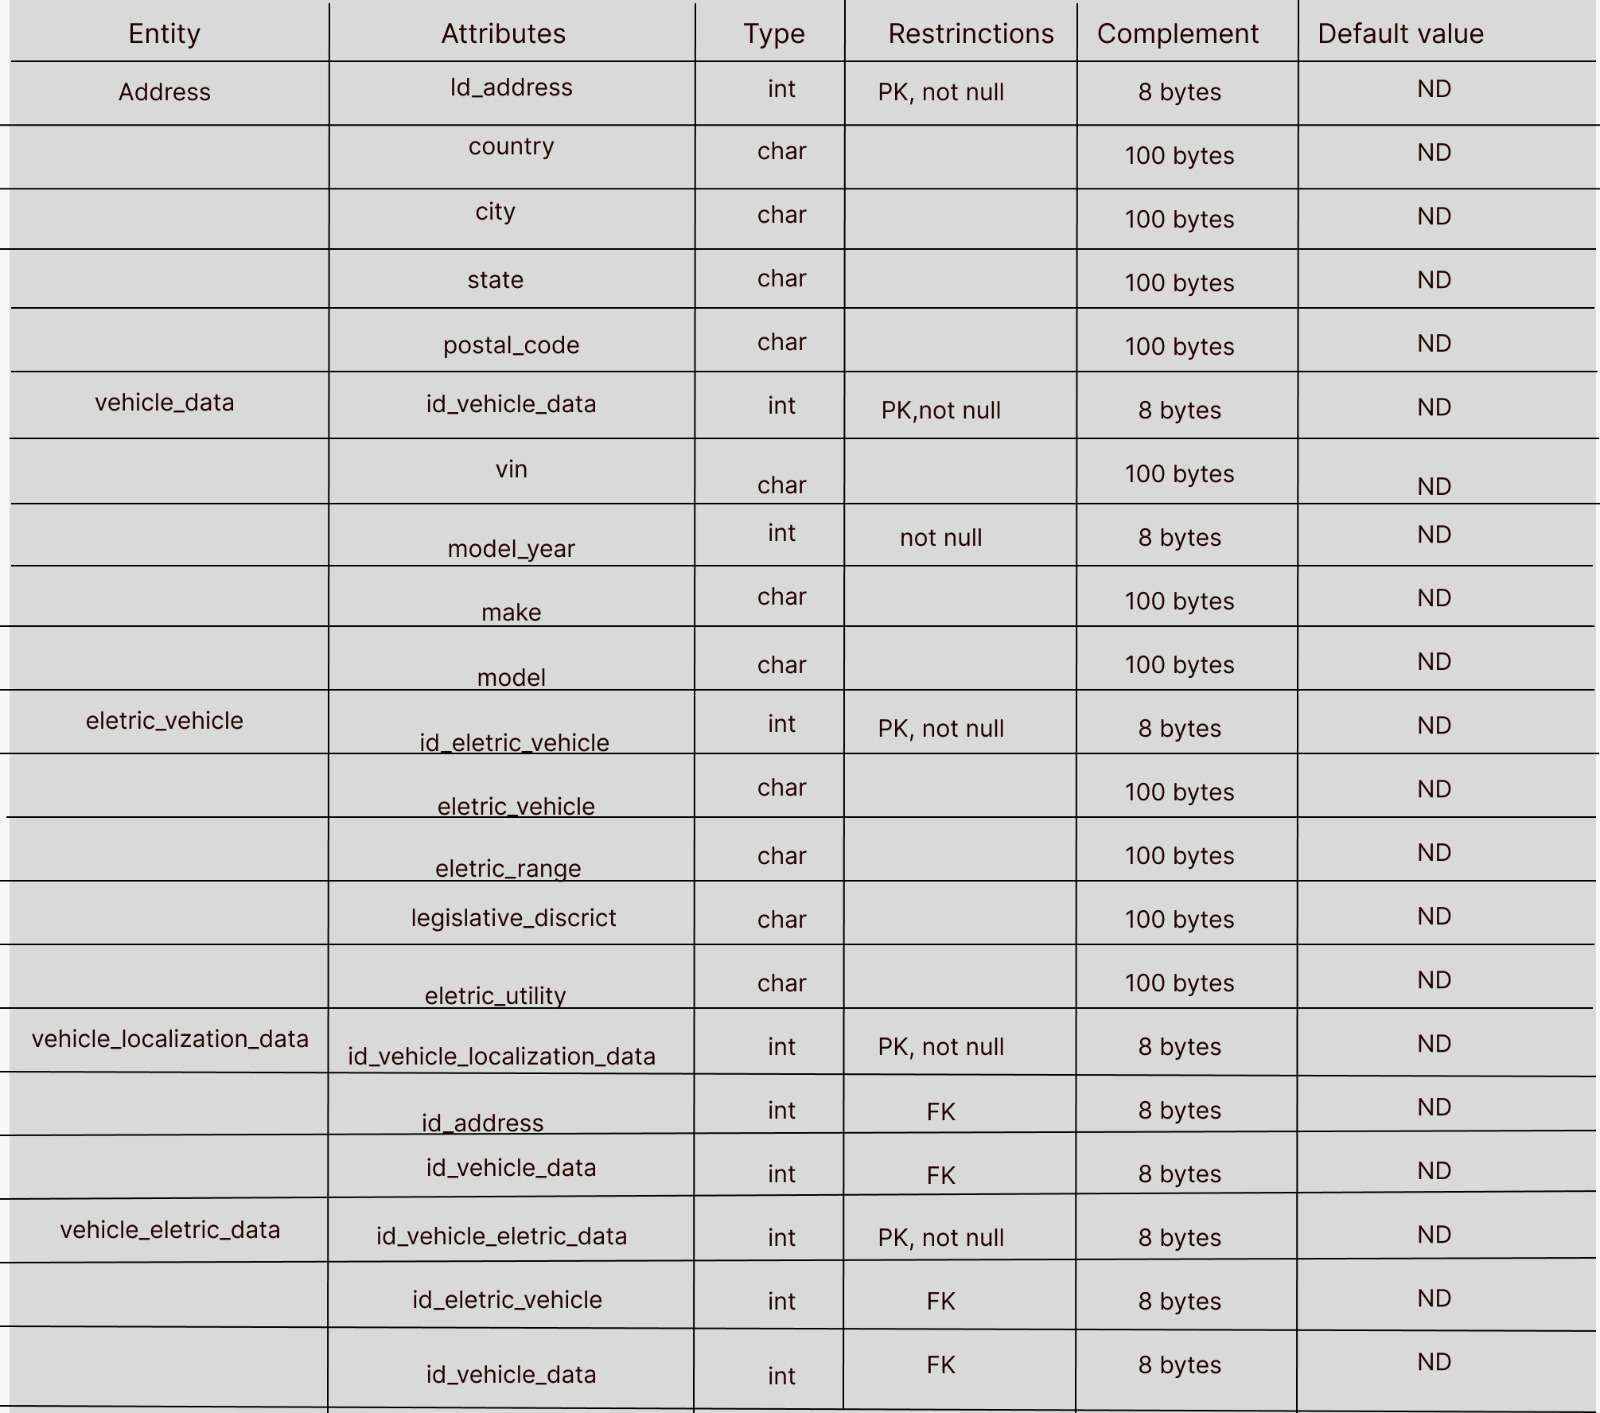 Entity Attributes Type Restrinctions Complement Default value
Address Id_address int PK, not null 8 bytes ND
country char 100 bytes ND
city char 100 bytes ND
state char 100 bytes ND
postal_code char 100 bytes ND
vehicle_data id_vehicle_data int PK,not null 8 bytes ND
vin char 100 bytes ND
model_year int not null 8 bytes ND
make char 100 bytes ND
model char 100 bytes ND
eletric_vehicle id_eletric_vehicle int PK, not null 8 bytes ND
eletric_vehicle char 100 bytes ND
eletric_range char 100 bytes ND
legislative_discrict char 100 bytes ND
eletric_utility char 100 bytes ND
vehicle_localization_data id_vehicle_localization_data int PK, not null 8 bytes ND
id_address int FK 8 bytes ND
id_vehicle_data int FK 8 bytes ND
vehicle_eletric_data id_vehicle_eletric_data int PK, not null 8 bytes ND
id_eletric_vehicle int FK 8 bytes ND
id_vehicle_data int FK 8 bytes ND